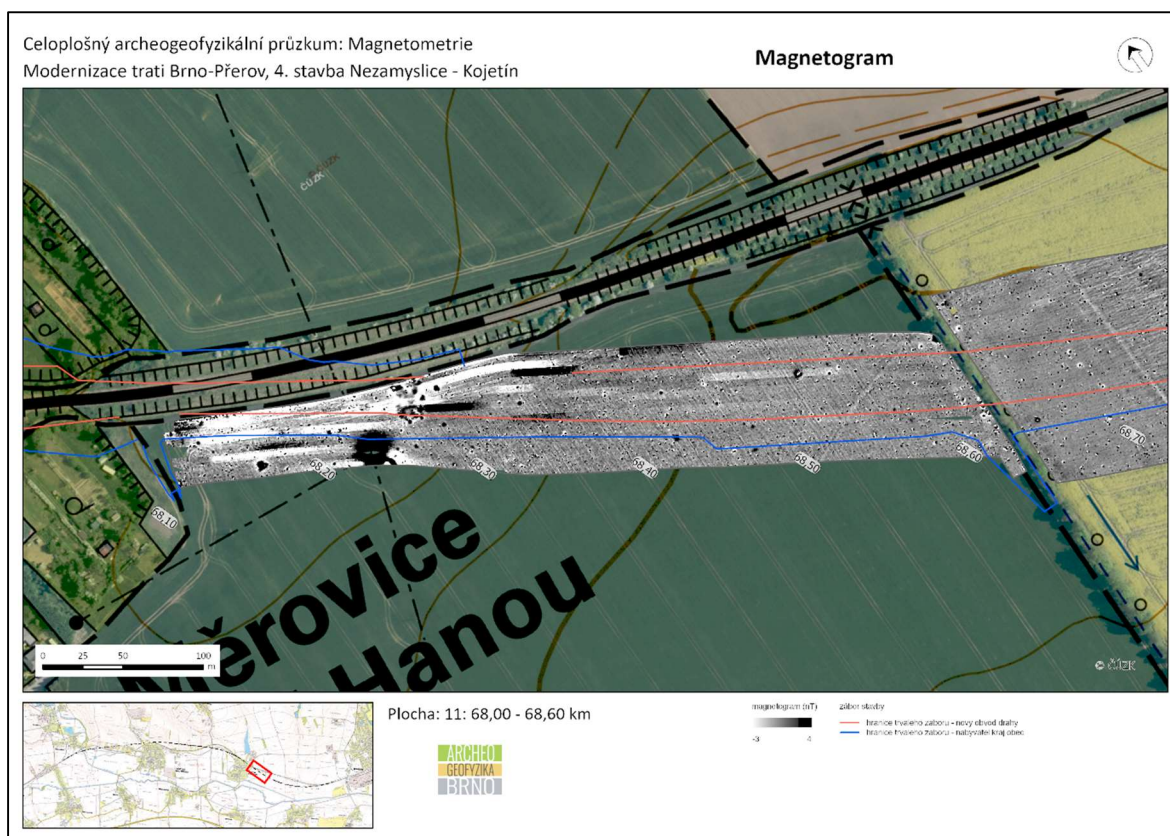 Celoplošný archeogeofyzikální průzkum: Magnetometrie
Modernizace trati Brno-Přerov, 4. stavba Nezamyslice - Kojetín
Magnetogram
ČÚZK
ČÚZK
68,10
68,20
68,30
68,40
68,50
68,60
68,70
Měrovice
Hanou
0 25 50 100
m
© ČÚZK
Plocha: 11: 68,00 - 68,60 km
magnetogram (nT)
-3 4
zábor stavby
hranice trvalého záboru - nový obvod dráhy
hranice trvalého záboru - nabyvatel kraj obec
ARCHEO
GEOFYZIKA
BRNO